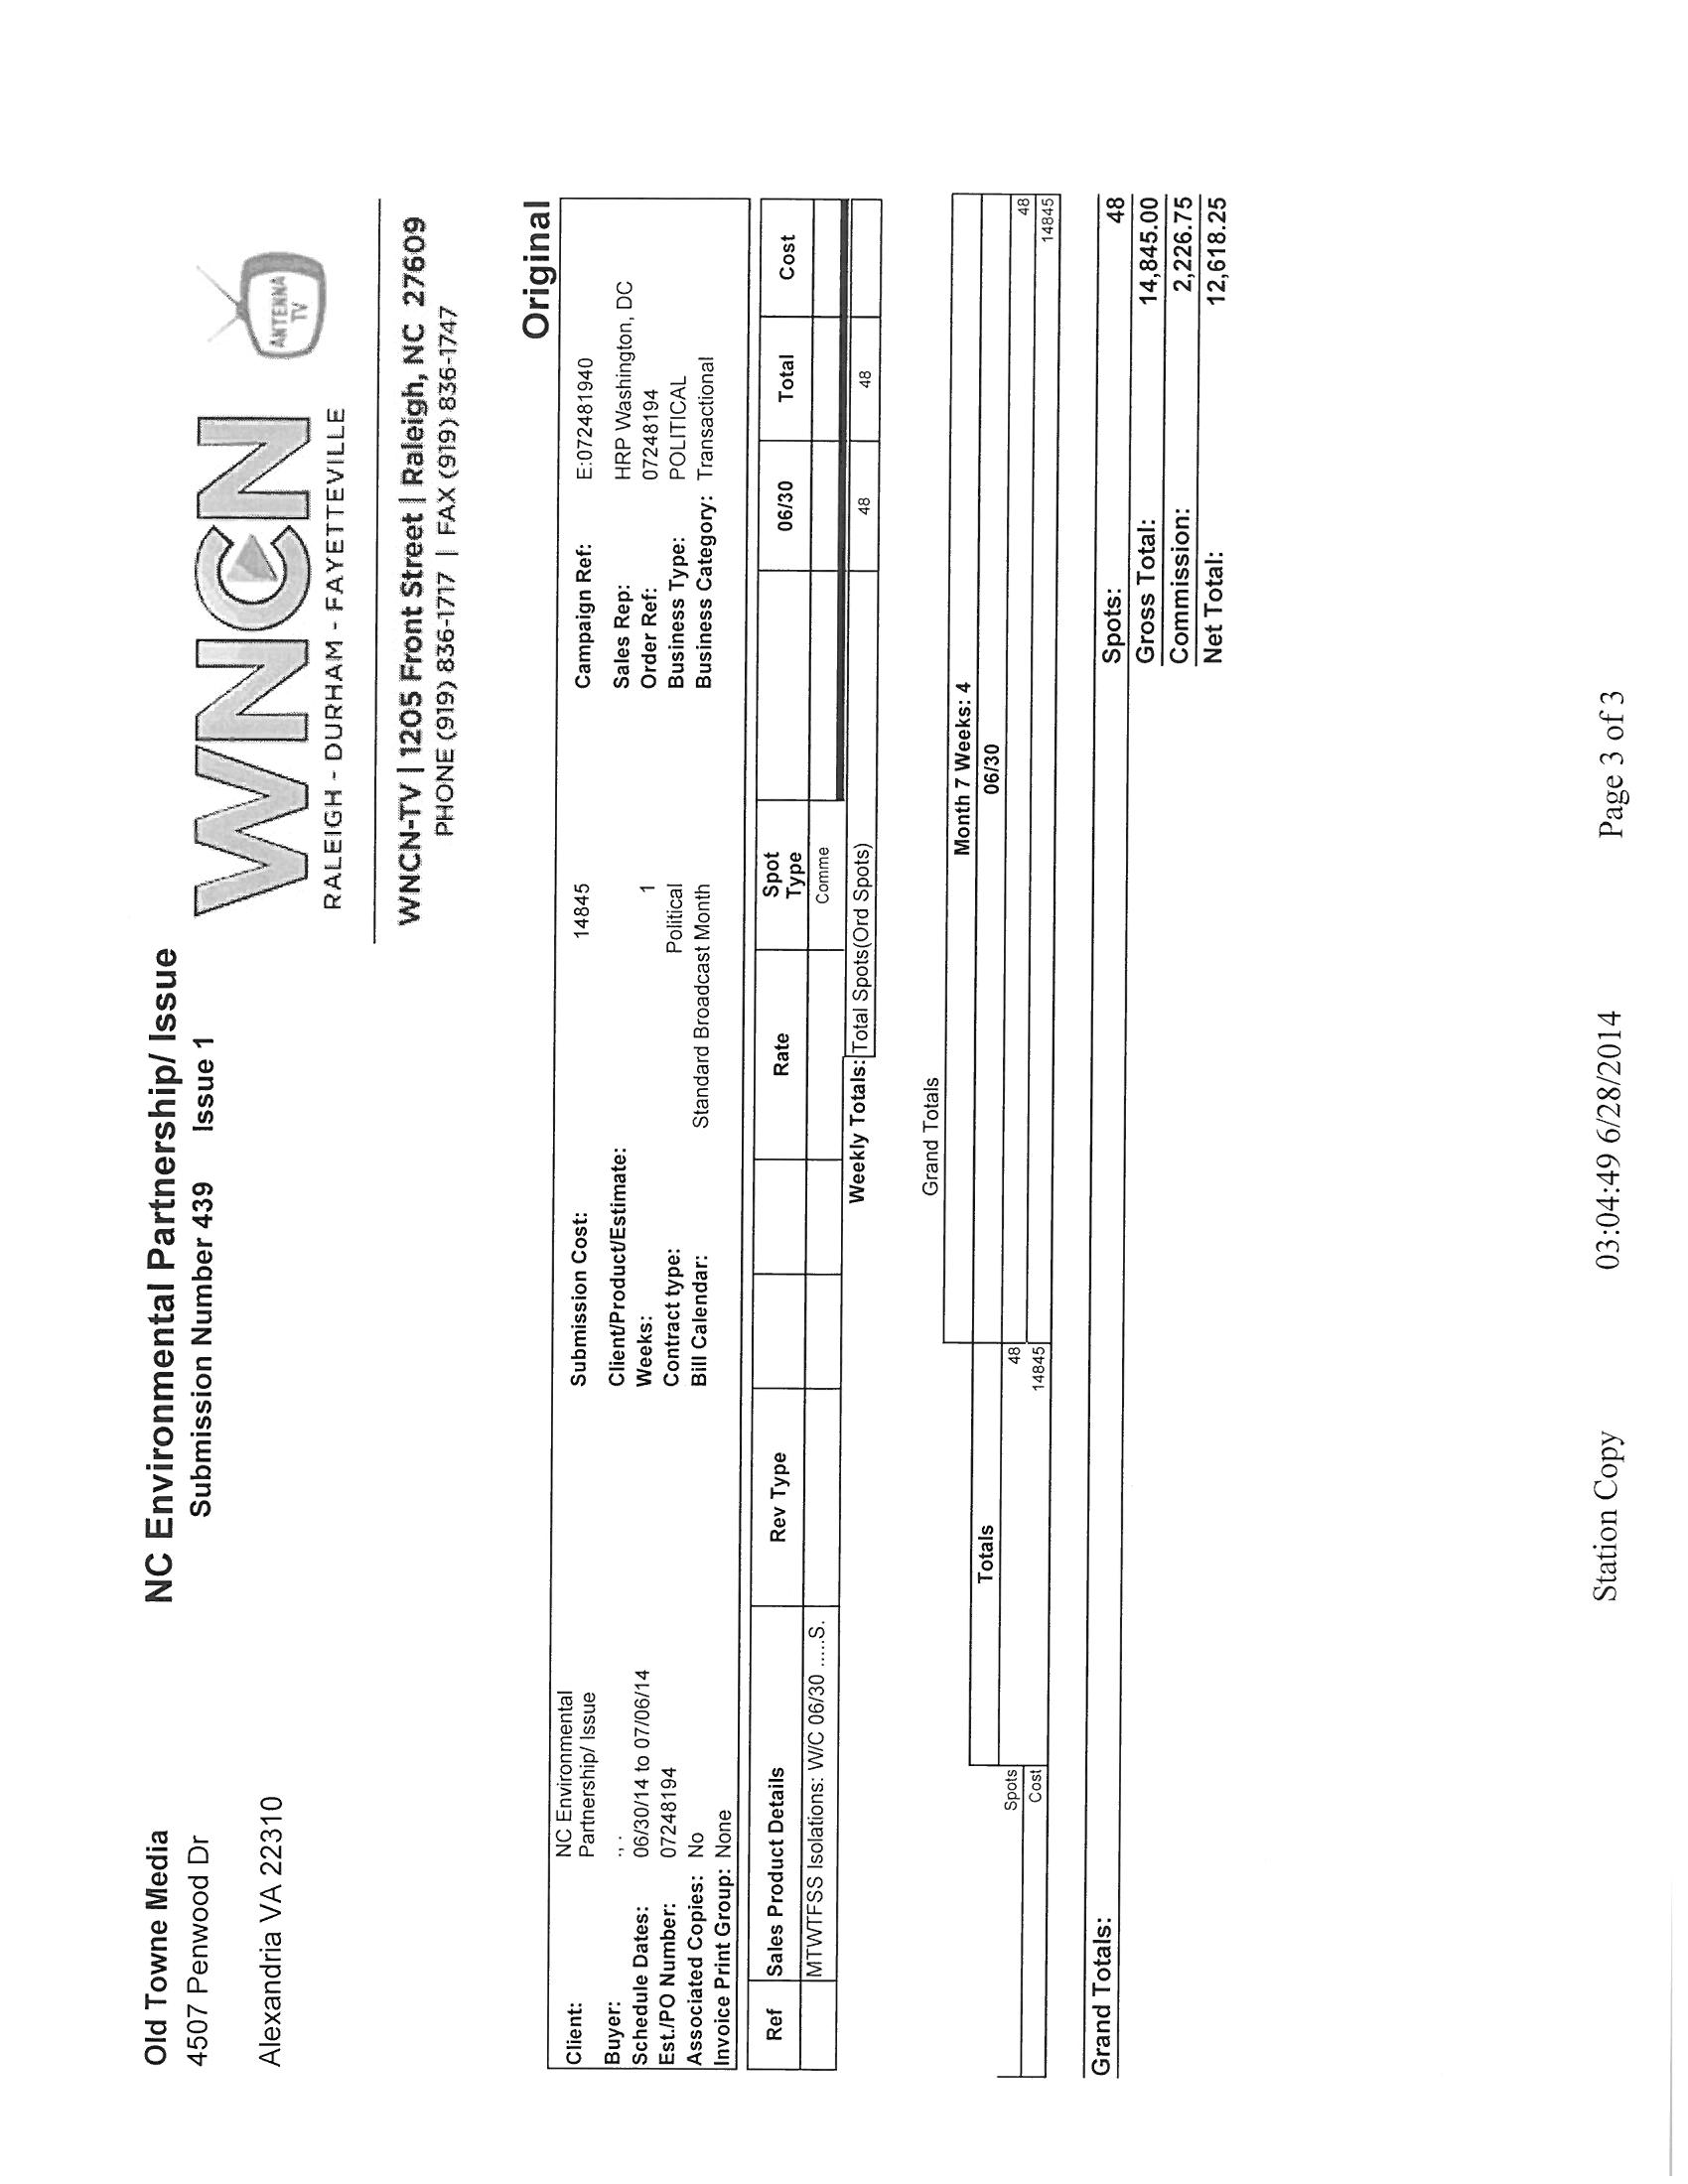 Old Towne Media
4507 Penwood Dr
Alexandria VA 22310
NC Environmental Partnership/ Issue
Submission Number 439 Issue 1
WNCN
ANTENNA
TV
RALEIGH - DURHAM - FAYETTEVILLE
WNCN-TV | 1205 Front Street | Raleigh, NC 27609
PHONE (919) 836-1717 | FAX (919) 836-1747
Original
Client: NC Environmental Partnership/ Issue Submission Cost: 14845 Campaign Ref: E:072481940
Buyer: ., . Client/Product/Estimate: Sales Rep: HRP Washington, DC
Schedule Dates: 06/30/14 to 07/06/14 Weeks: 1 Order Ref: 07248194
Est./PO Number: 07248194 Contract type: Political Business Type: POLITICAL
Associated Copies: No Bill Calendar: Standard Broadcast Month Business Category: Transactional
Invoice Print Group: None
Ref Sales Product Details Rev Type Rate Spot Type 06/30 Total Cost
MTWTFSS Isolations: W/C 06/30 .....S. Comme
Weekly Totals: Total Spots(Ord Spots) 48 48
Grand Totals
Month 7 Weeks: 4
Totals 06/30
Spots 48 48
Cost 14845 14845
Grand Totals:
Spots: 48
Gross Total: 14,845.00
Commission: 2,226.75
Net Total: 12,618.25
Station Copy 03:04:49 6/28/2014 Page 3 of 3